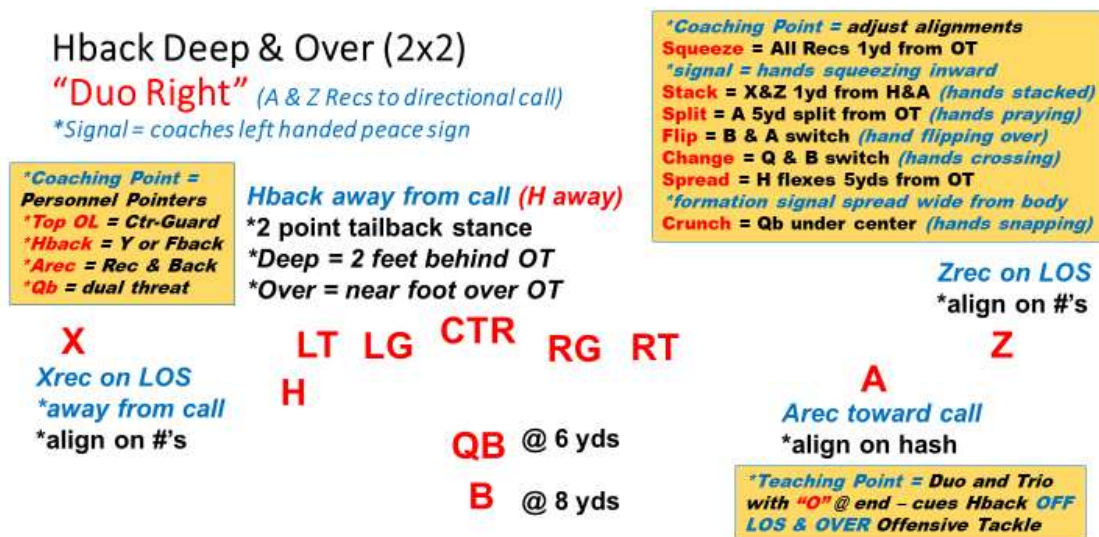 Hback Deep & Over (2x2)
“Duo Right” (A & Z Recs to directional call)
*Signal = coaches left handed peace sign
*Coaching Point = adjust alignments
Squeeze = All Recs 1yd from OT
*signal = hands squeezing inward
Stack = X&Z 1yd from H&A (hands stacked)
Split = A 5yd split from OT (hands praying)
Flip = B & A switch (hand flipping over)
Change = Q & B switch (hands crossing)
Spread = H flexes 5yds from OT
*formation signal spread wide from body
Crunch = Qb under center (hands snapping)
*Coaching Point =
Personnel Pointers
*Top OL = Ctr-Guard
*Hback = Y or Fback
*Arec = Rec & Back
*Qb = dual threat
Hback away from call (H away)
*2 point tailback stance
*Deep = 2 feet behind OT
*Over = near foot over OT
Zrec on LOS
*align on #’s
X LT LG CTR RG RT Z
Xrec on LOS
*away from call
*align on #’s
H
A
Arec toward call
*align on hash
QB @ 6 yds
B @ 8 yds
*Teaching Point = Duo and Trio
with “O” @ end – cues Hback OFF
LOS & OVER Offensive Tackle